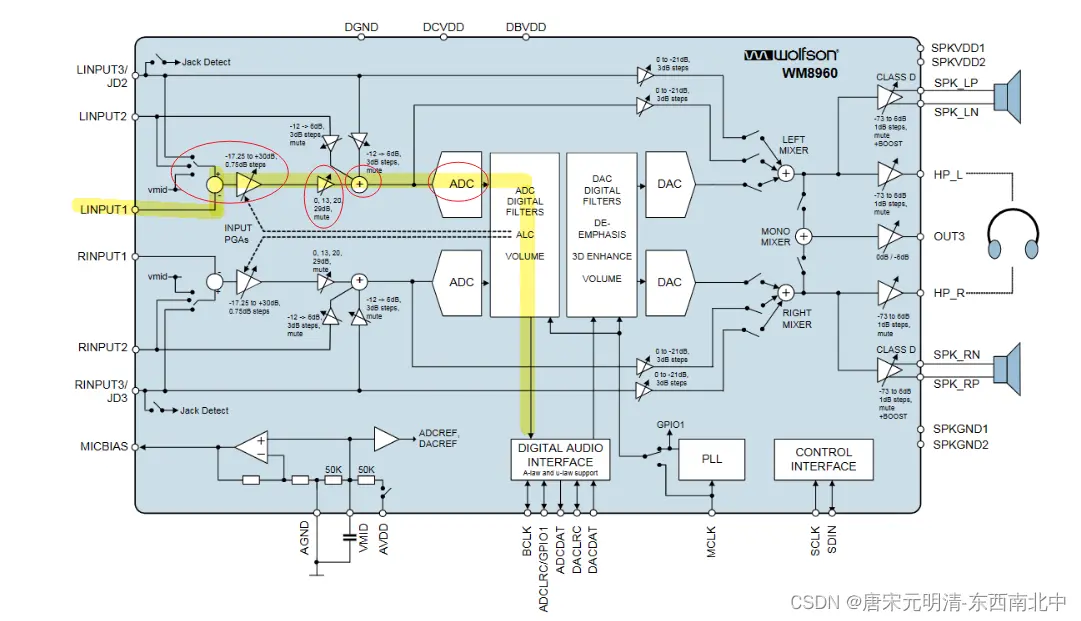 DGND
DCVDD
DBVDD
LINPUT3/
JD2
Jack Detect
LINPUT2
-12 -> 6dB,
3dB steps,
mute
-12 -> 6dB,
3dB steps,
mute
-17.25 to +30dB,
0.75dB steps
vmid
+
-
+
0, 13, 20,
29dB,
mute
LINPUT1
INPUT
PGAs
ADC
ADC
DIGITAL
FILTERS
ALC
VOLUME
DAC
DIGITAL
FILTERS
DE-
EMPHASIS
3D ENHANCE
VOLUME
DAC
0 to -21dB,
3dB steps
0 to -21dB,
3dB steps
wolfson®
WM8960
LEFT
MIXER
+
CLASS D
-73 to 6dB
1dB steps,
mute
+BOOST
SPKVDD1
SPKVDD2
SPK_LP
SPK_LN
-73 to 6dB
1dB steps,
mute
HP_L
MONO
MIXER
+
0dB / -6dB
OUT3
RINPUT1
vmid
-
+
-17.25 to +30dB,
0.75dB steps
0, 13, 20,
29dB,
mute
+
-12 -> 6dB,
3dB steps,
mute
-12 -> 6dB,
3dB steps,
mute
ADC
DAC
+
RIGHT
MIXER
-73 to 6dB
1dB steps,
mute
HP_R
RINPUT2
0 to -21dB,
3dB steps
0 to -21dB,
3dB steps
CLASS D
-73 to 6dB
1dB steps,
mute
+BOOST
SPK_RN
SPK_RP
RINPUT3/
JD3
Jack Detect
SPKGND1
SPKGND2
MICBIAS
+
-
ADCREF,
DACREF
50K
50K
DIGITAL AUDIO
INTERFACE
A-law and u-law support
GPIO1
PLL
CONTROL
INTERFACE
AGND
VMID
AVDD
BCLK
ADCLRC/GPIO1
ADCDAT
DACLRC
DACDAT
MCLK
SCLK
SDIN
CSDN @唐宋元明清-东西南北中